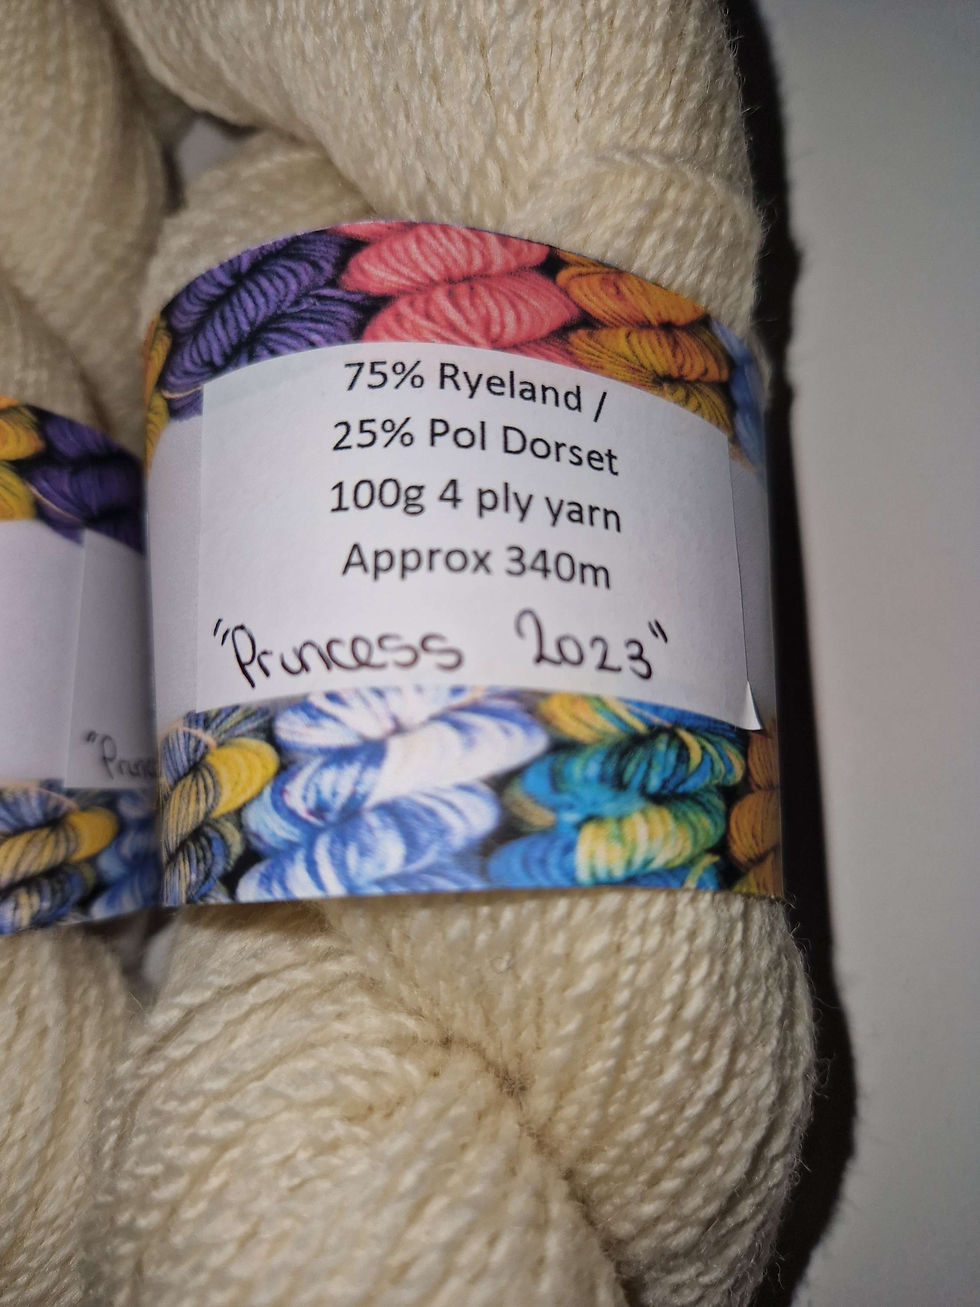 75% Ryeland /
25% Pol Dorset
100g 4 ply yarn
Approx 340m
"Princess 2023"